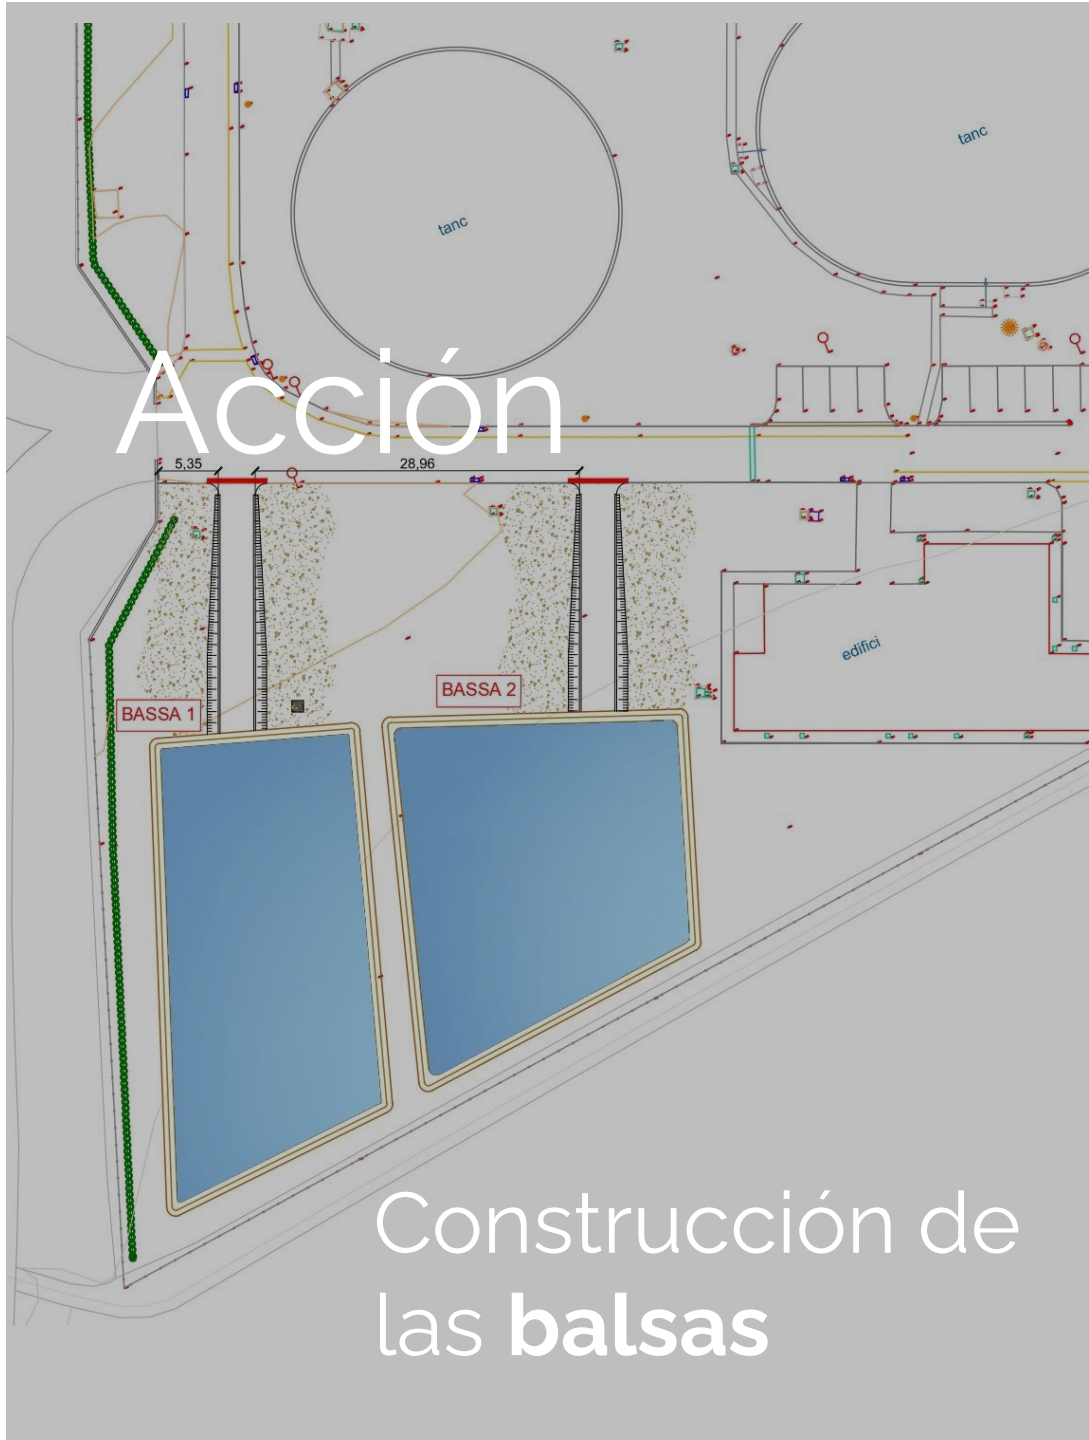 tanc
tanc
Acción
5,35
28,96
edifici
BASSA 2
BASSA 1
Construcción de
las balsas